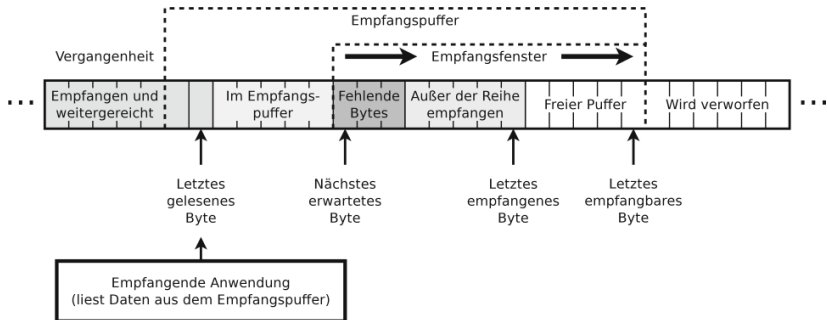 Empfangspuffer
Vergangenheit
Empfangsfenster
...
Empfangen und
weitergereicht
Im Empfangs-
puffer
Fehlende
Bytes
Außer der Reihe
empfangen
Freier Puffer
Wird verworfen
...
Letztes
gelesenes
Byte
Nächstes
erwartetes
Byte
Letztes
empfangenes
Byte
Letztes
empfangbares
Byte
Empfangende Anwendung
(liest Daten aus dem Empfangspuffer)